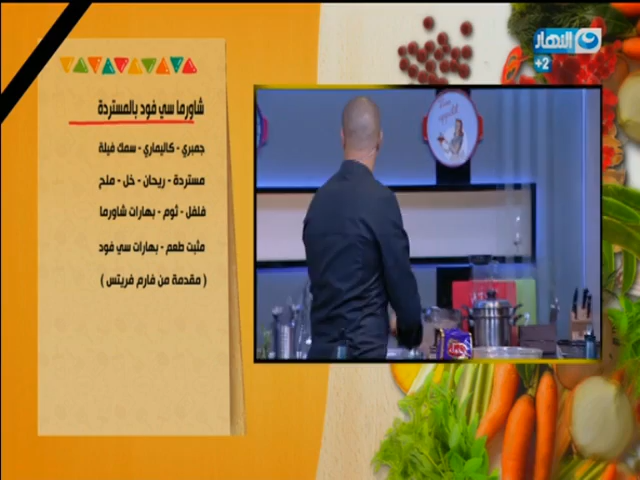 النهار
+2
شاورما سي فود بالمستردة
جمبري - كاليماري - سمك فيلة
مستردة - ريحان - خل - ملح
فلفل - ثوم - بهارات شاورما
مثبت طعم - بهارات سي فود
( مقدمة من فارم فريتس )